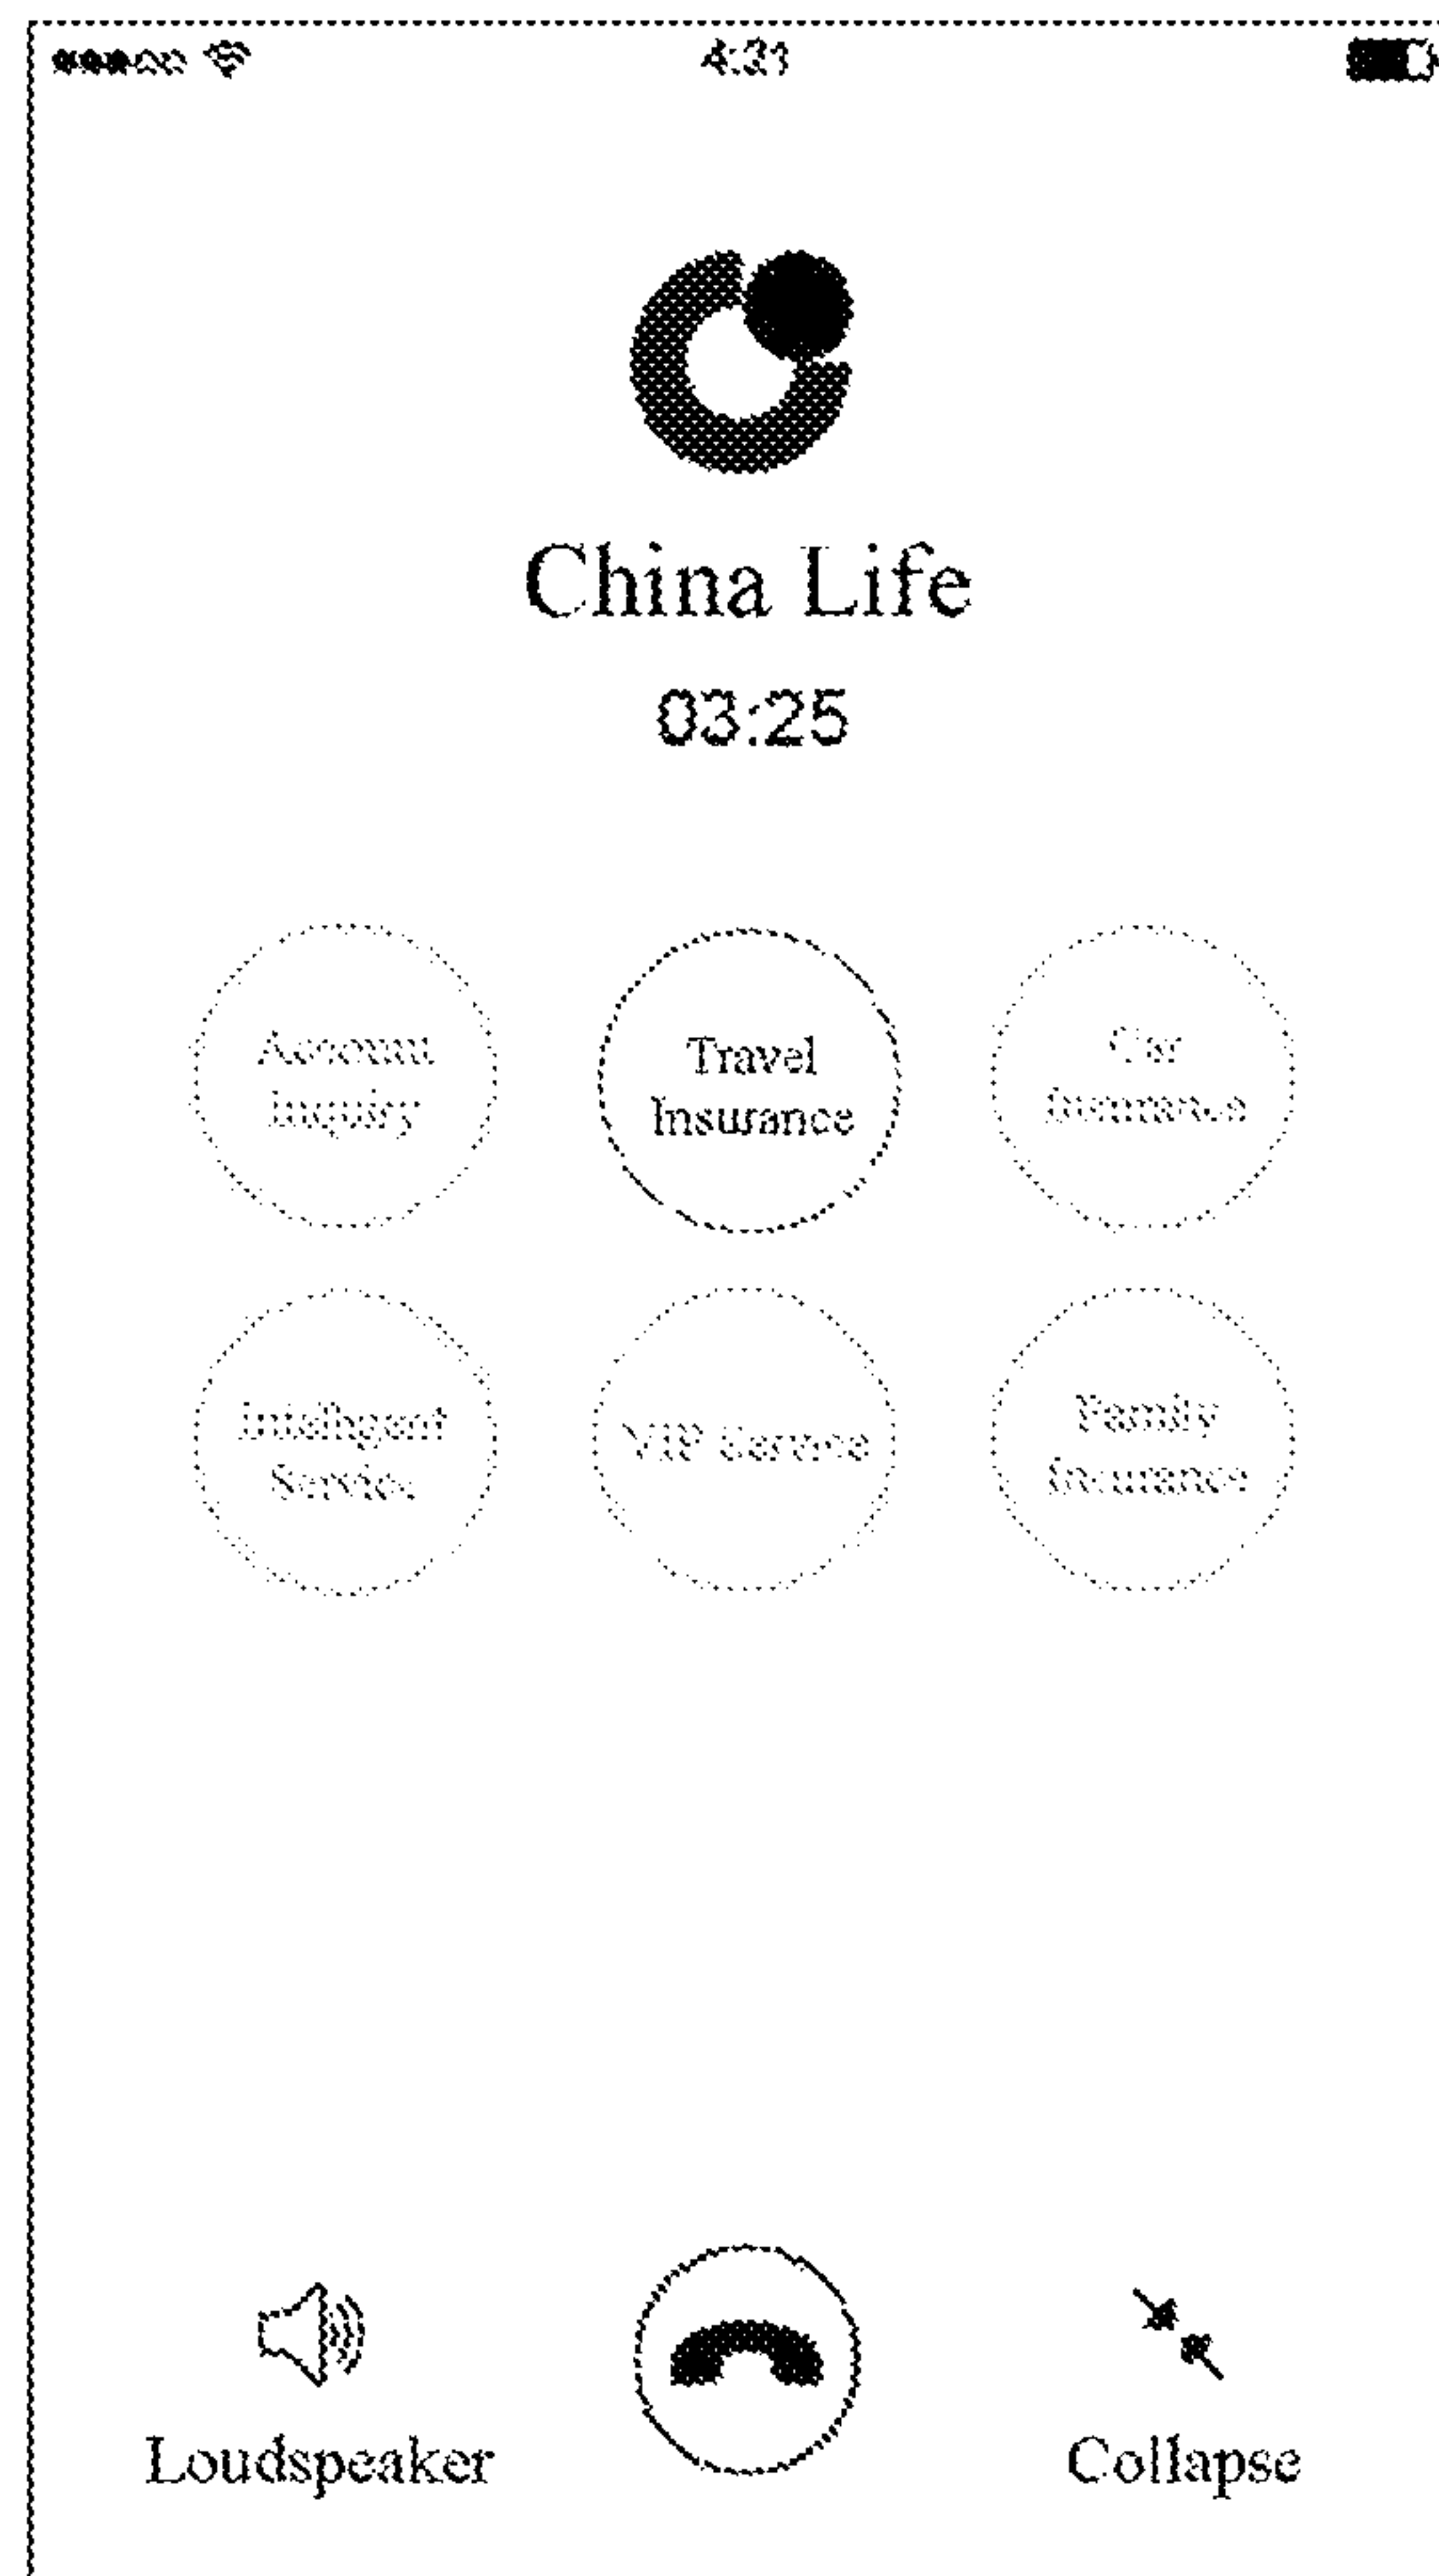 4:21
China Life
03:25
Account
Inquiry
Travel
Insurance
Car
Insurance
Intelligent
Service
VIP Service
Family
Insurance
Loudspeaker
Collapse